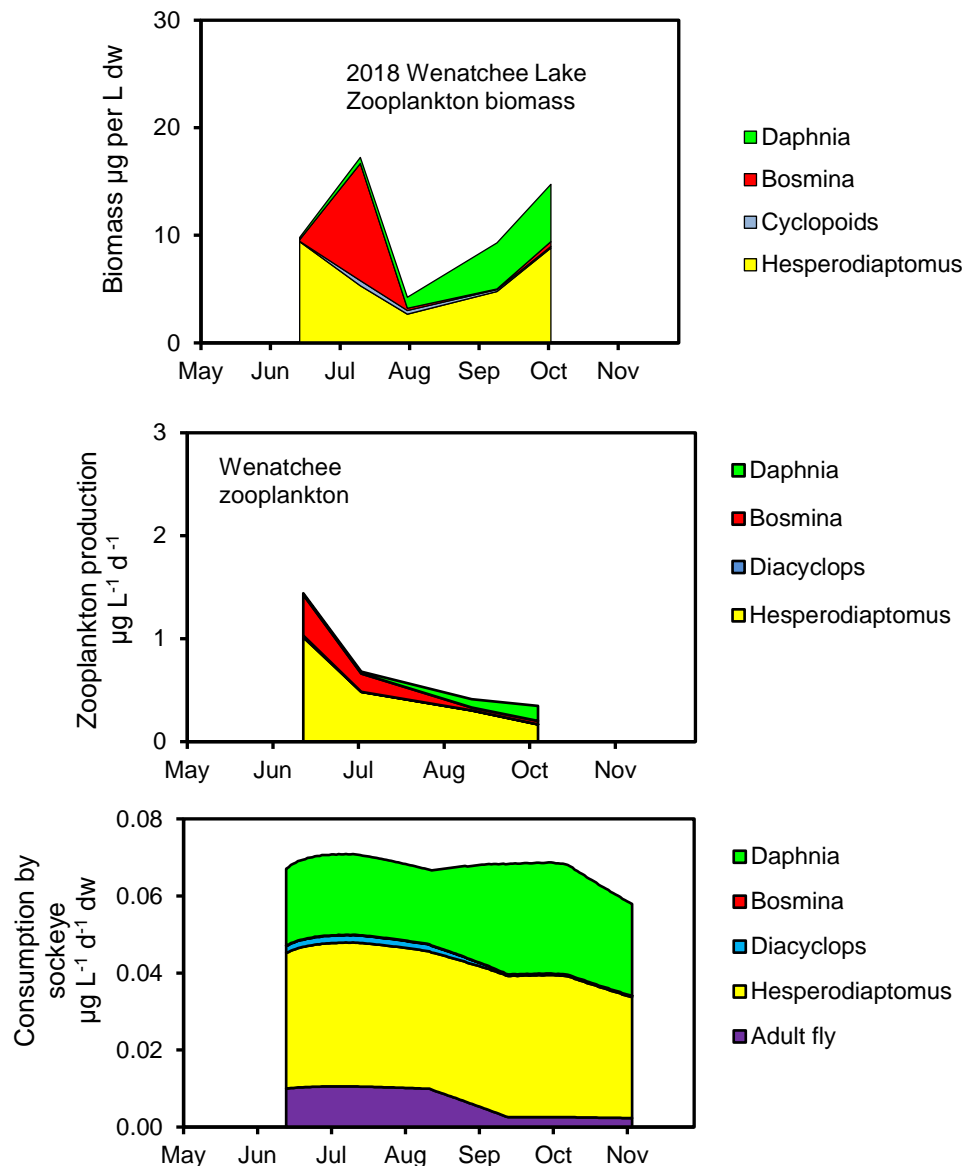 30
20
10
0
Biomass µg per L dw
2018 Wenatchee Lake
Zooplankton biomass
Daphnia
Bosmina
Cyclopoids
Hesperodiaptomus
May Jun Jul Aug Sep Oct Nov
3
2
1
0
Zooplankton production
µg L-1 d -1
Wenatchee
zooplankton
Daphnia
Bosmina
Diacyclops
Hesperodiaptomus
May Jun Jul Aug Oct Nov
0.08
0.06
0.04
0.02
0.00
Consumption by
sockeye
µg L-1 d-1 dw
Daphnia
Bosmina
Diacyclops
Hesperodiaptomus
Adult fly
May Jun Jul Aug Sep Oct Nov